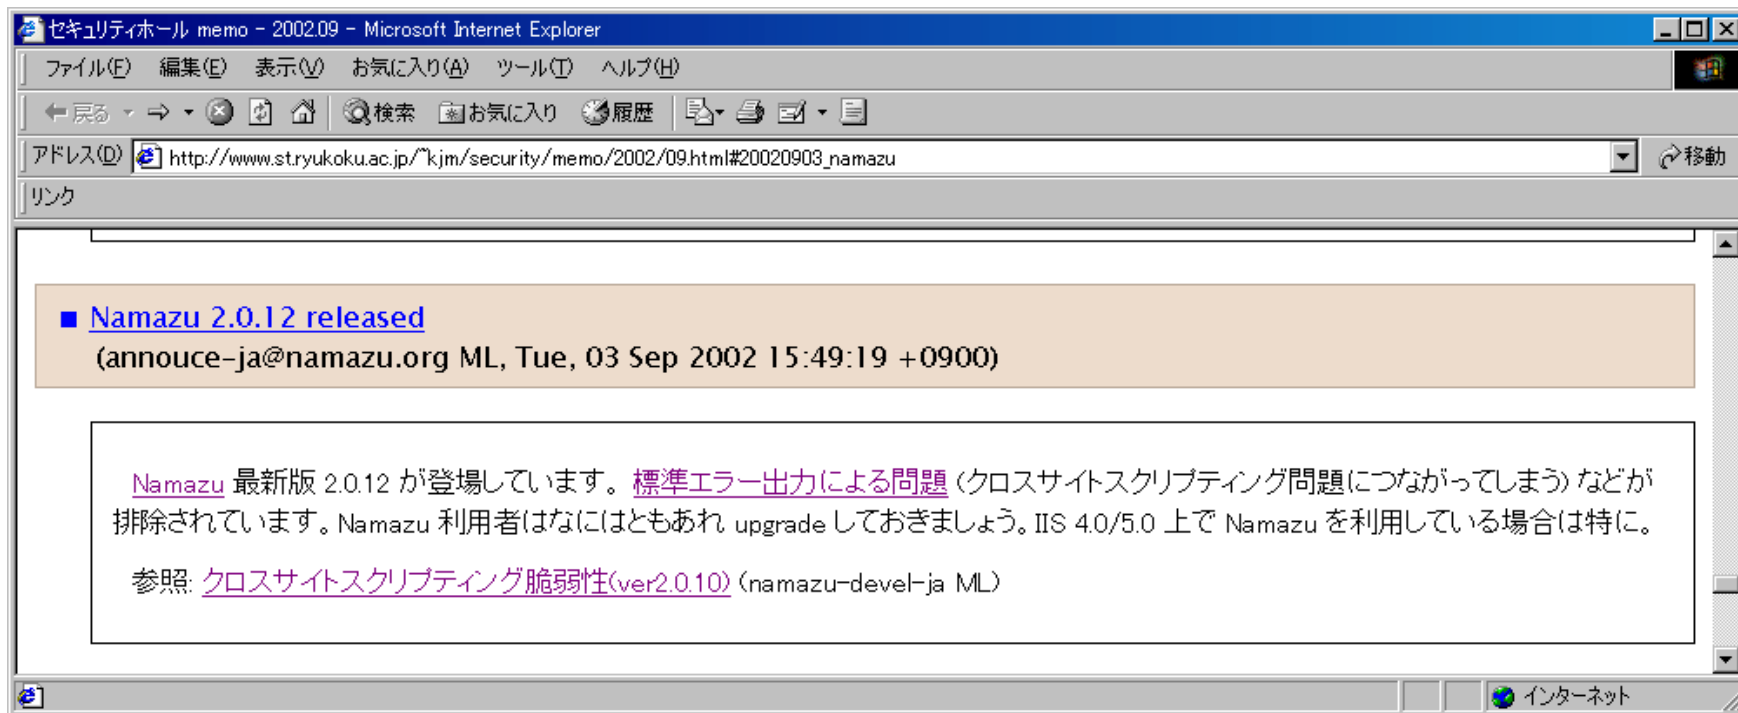 セキュリティホール memo - 2002.09 - Microsoft Internet Explorer
ファイル(F) 編集(E) 表示(V) お気に入り(A) ツール(T) ヘルプ(H)
戻る 検索 お気に入り 履歴
アドレス(D) http://www.st.ryukoku.ac.jp/~kjm/security/memo/2002/09.html#20020903_namazu 移動
リンク
■ Namazu 2.0.12 released
(annouce-ja@namazu.org ML, Tue, 03 Sep 2002 15:49:19 +0900)
Namazu 最新版 2.0.12 が登場しています。 標準エラー出力による問題 (クロスサイトスクリプティング問題につながってしまう) などが
排除されています。Namazu 利用者はなにはともあれ upgrade しておきましょう。IIS 4.0/5.0 上で Namazu を利用している場合は特に。
参照: クロスサイトスクリプティング脆弱性(ver2.0.10) (namazu-devel-ja ML)
インターネット